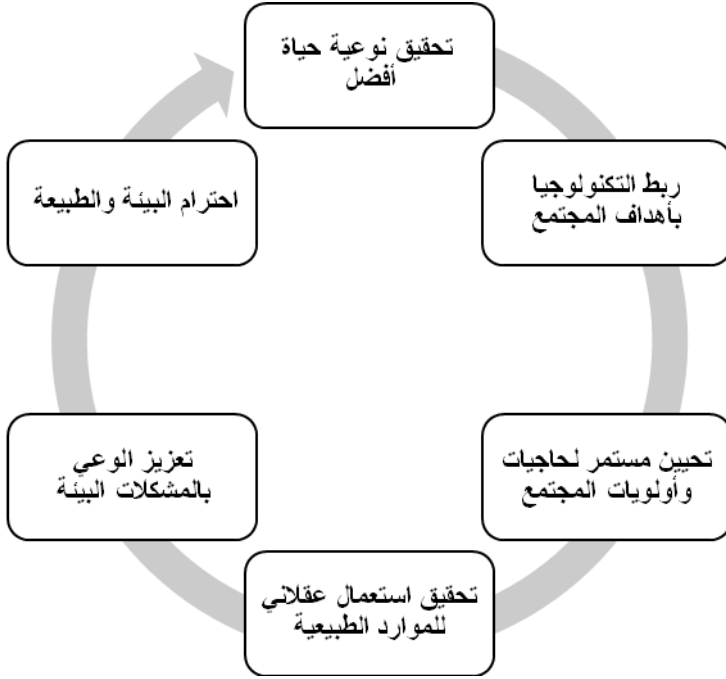 تحقيق نوعية حياة
أفضل
ربط التكنولوجيا
بأهداف المجتمع
تحيين مستمر لحاجيات
وأولويات المجتمع
تحقيق استعمال عقلاني
للموارد الطبيعية
تعزيز الوعي
بالمشكلات البيئة
احترام البيئة والطبيعة